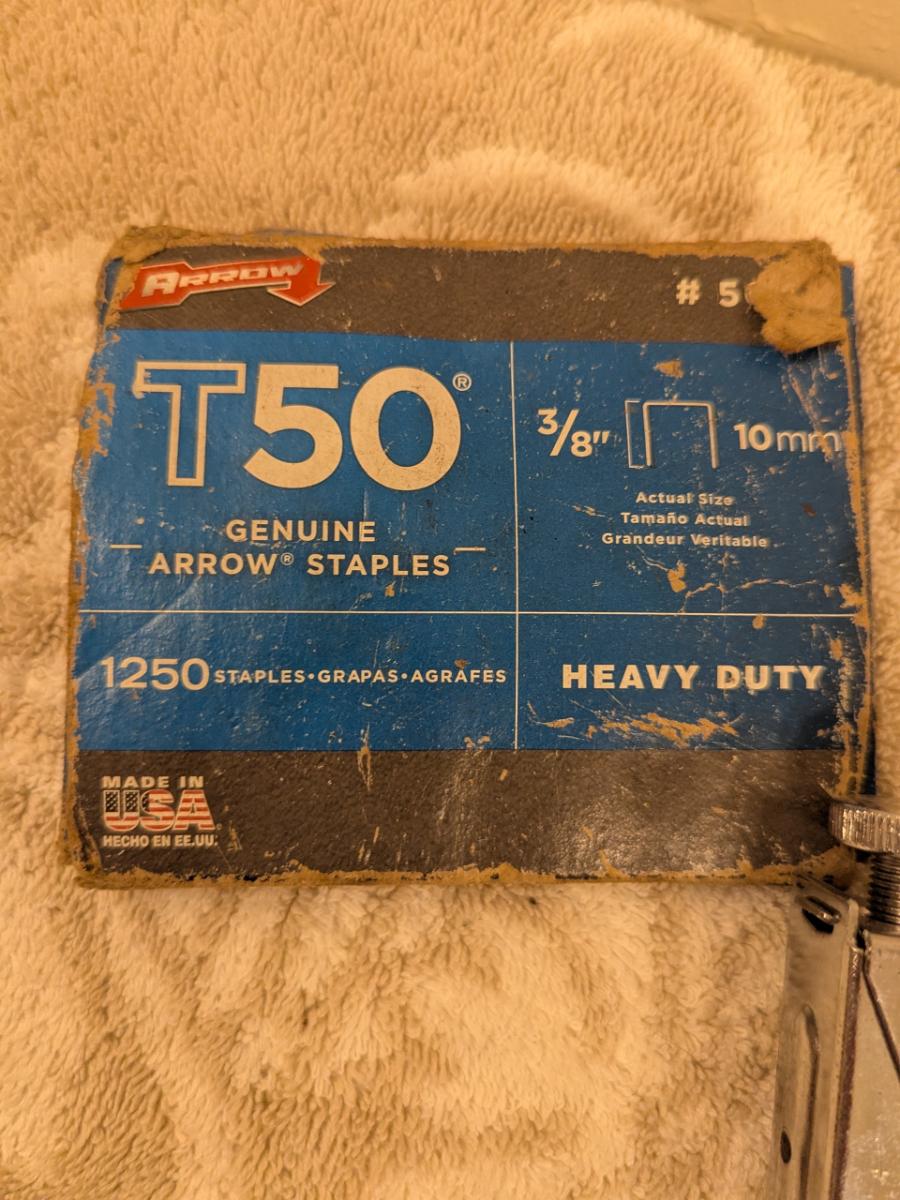 ARROW
# 5
T50®
GENUINE
ARROW® STAPLES
3/8" 10mm
Actual Size
Tamaño Actual
Grandeur Veritable
1250 STAPLES•GRAPAS•AGRAFES
HEAVY DUTY
MADE IN
USA
HECHO EN EE.UU.